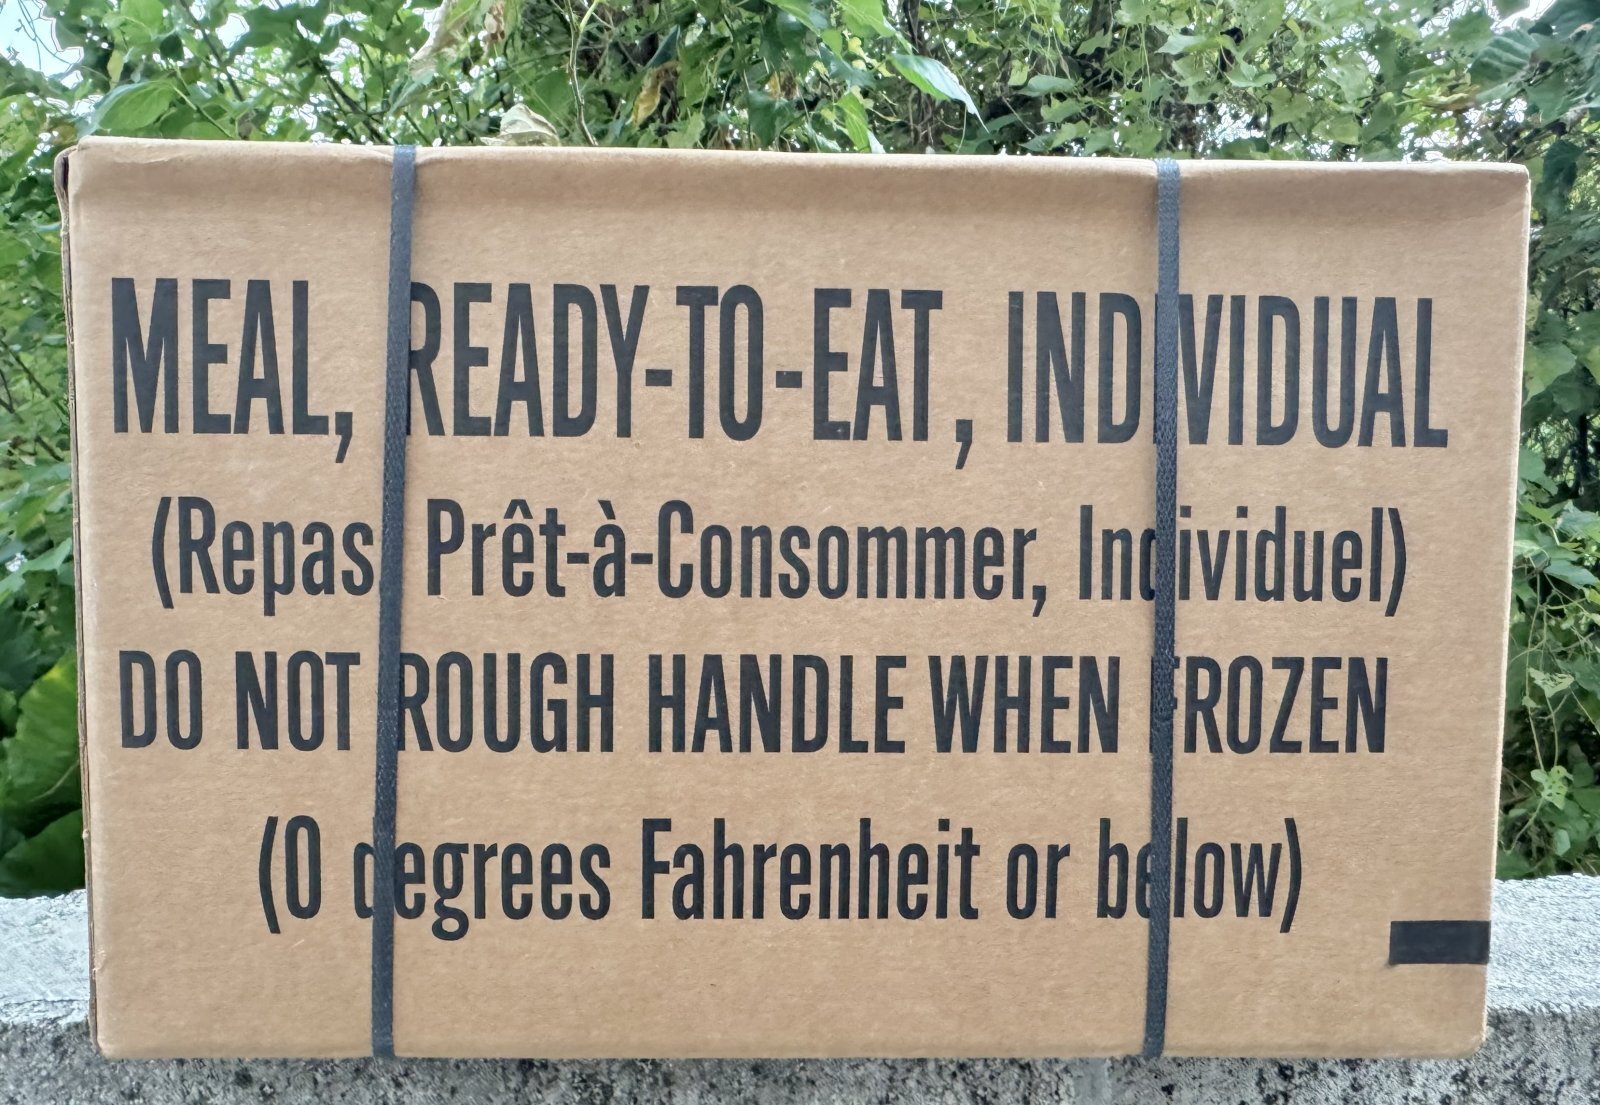 MEAL, READY-TO-EAT, INDIVIDUAL
(Repas, Prêt-à-Consommer, Individuel)
DO NOT ROUGH HANDLE WHEN FROZEN
(0 degrees Fahrenheit or below)